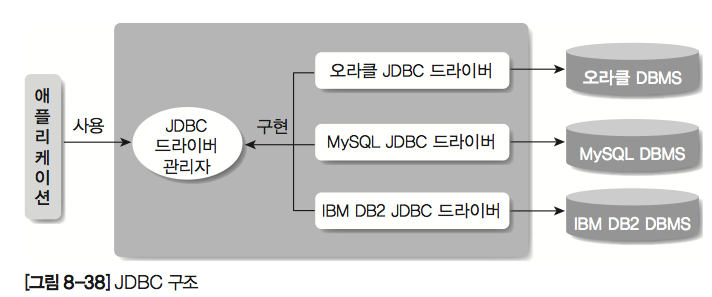 애플리케이션
사용
JDBC
드라이버
관리자
구현
오라클 JDBC 드라이버
MySQL JDBC 드라이버
IBM DB2 JDBC 드라이버
오라클 DBMS
MySQL DBMS
IBM DB2 DBMS
[그림 8-38] JDBC 구조